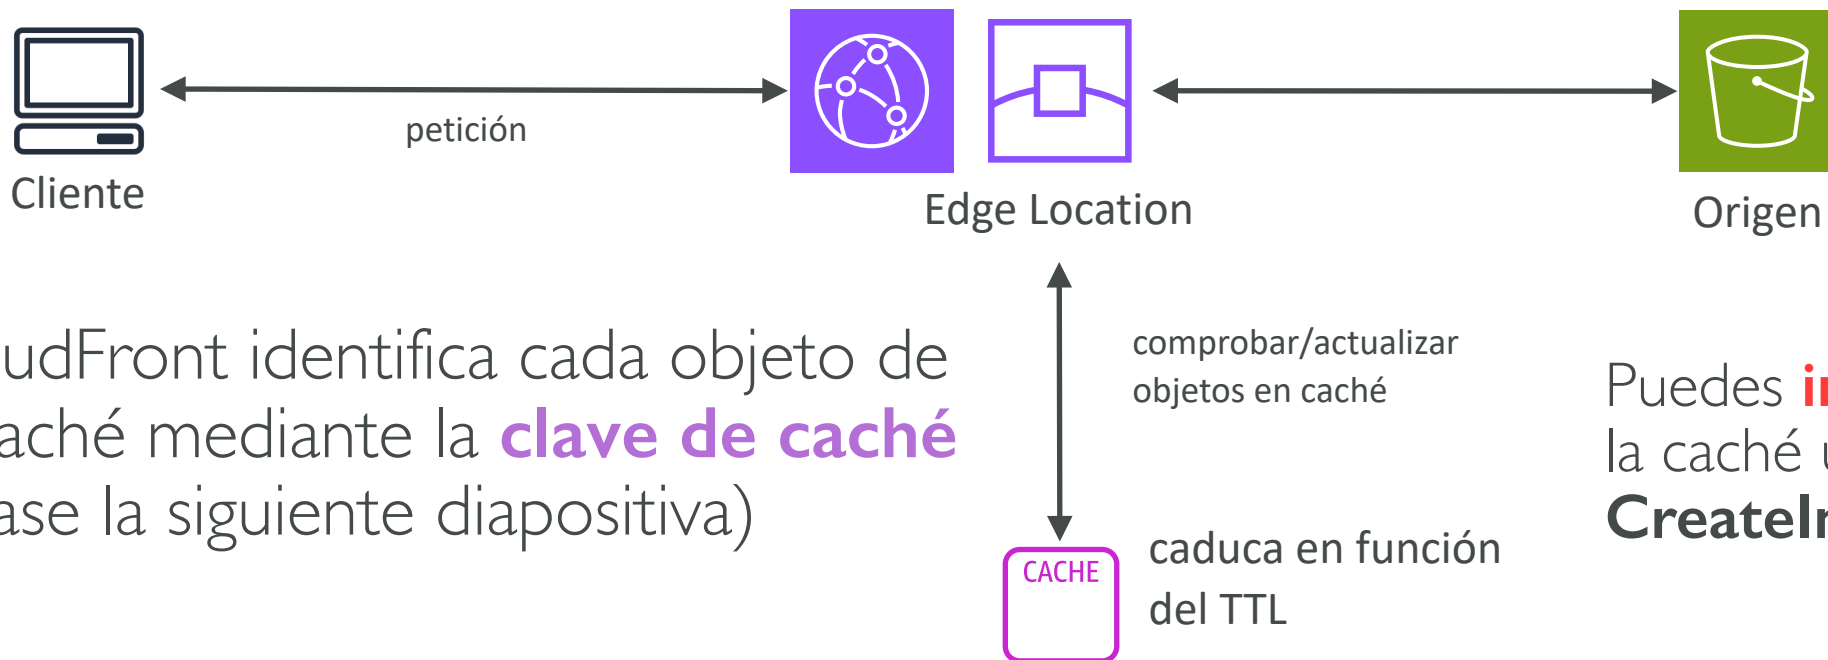 petición
Cliente
Edge Location
Origen
comprobar/actualizar
objetos en caché
udFront identifica cada objeto de
aché mediante la clave de caché
ase la siguiente diapositiva)
Puedes
la caché
CreateIn
caduca en función
del TTL
CACHE